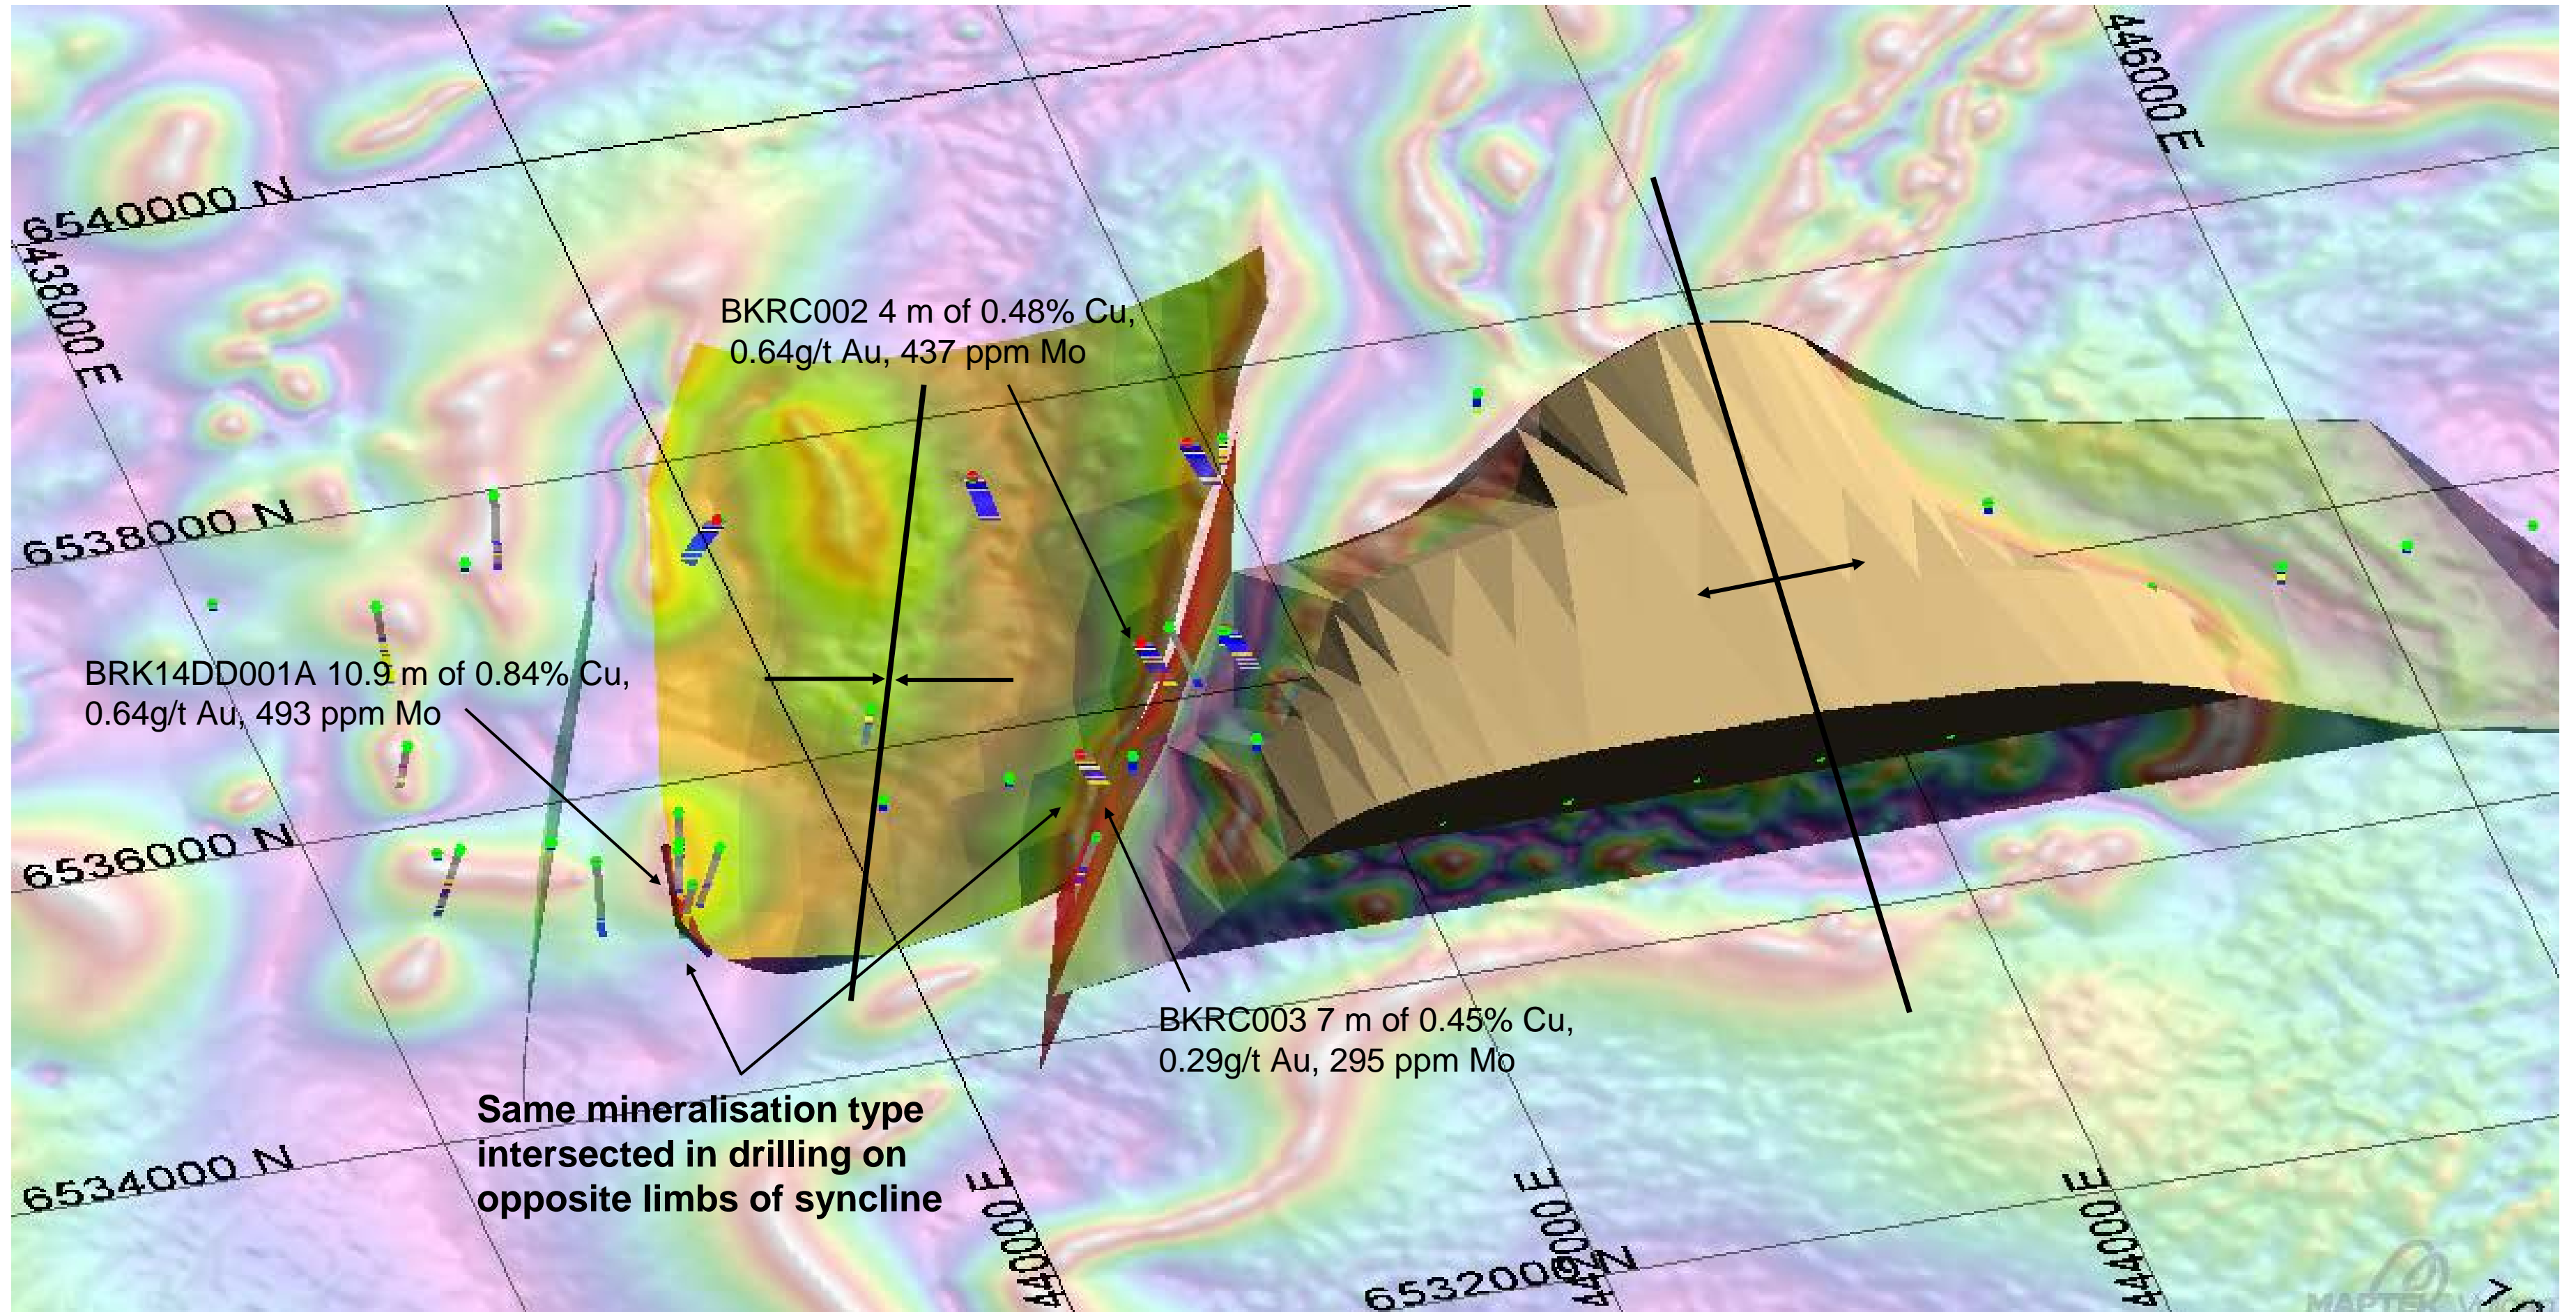 446000 E
6540000 N
438000 E
BKRC002 4 m of 0.48% Cu,
0.64g/t Au, 437 ppm Mo
6538000 N
BRK14DD001A 10.9 m of 0.84% Cu,
0.64g/t Au, 493 ppm Mo
6536000 N
BKRC003 7 m of 0.45% Cu,
0.29g/t Au, 295 ppm Mo
Same mineralisation type
intersected in drilling on
opposite limbs of syncline
6534000 N
440000 E
442000 E
444000 E
6532000 N
MAPTEK